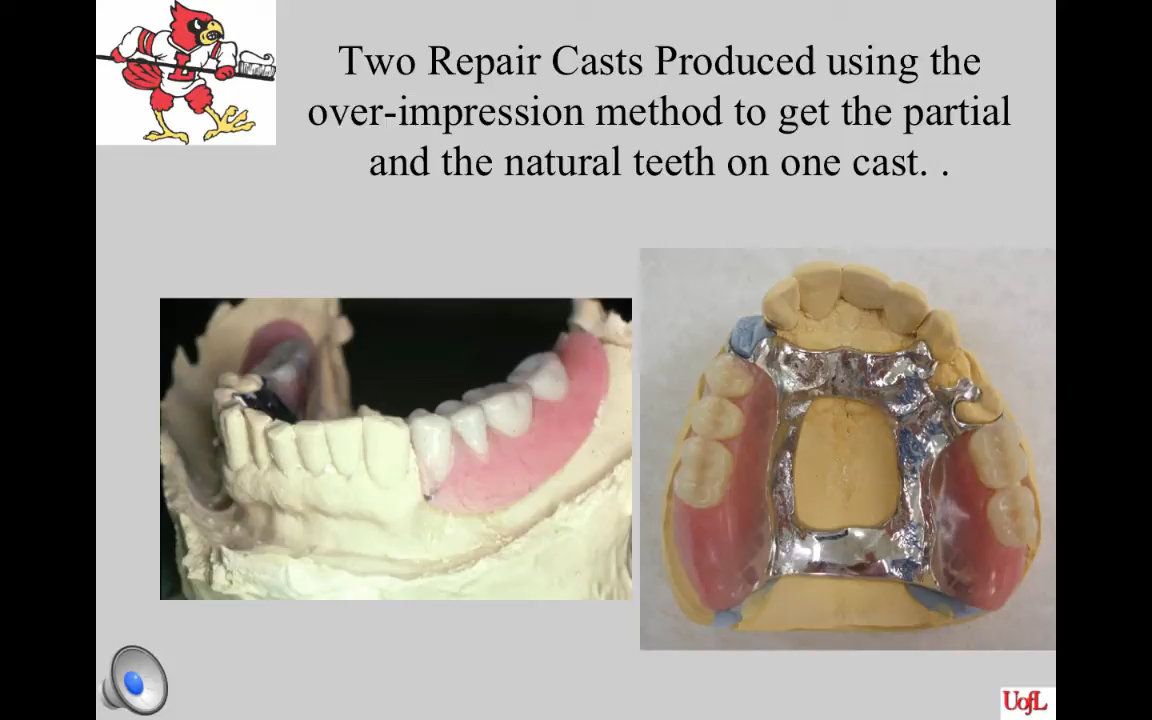 Two Repair Casts Produced using the
over-impression method to get the partial
and the natural teeth on one cast. .
L
UofL